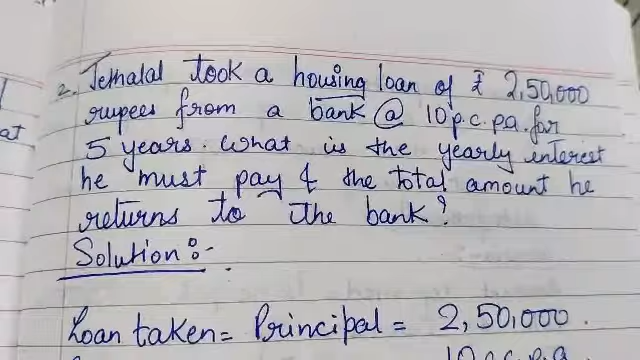 at
2. Jethalal took a housing loan of ₹ 2,50,000
rupees from a bank @ 10 p.c.p.a. for
5 years. What is the yearly interest
he must pay & the total amount he
returns to the bank?
Solution :-
Loan taken = Principal = 2,50,000.
10 p.c.p.a